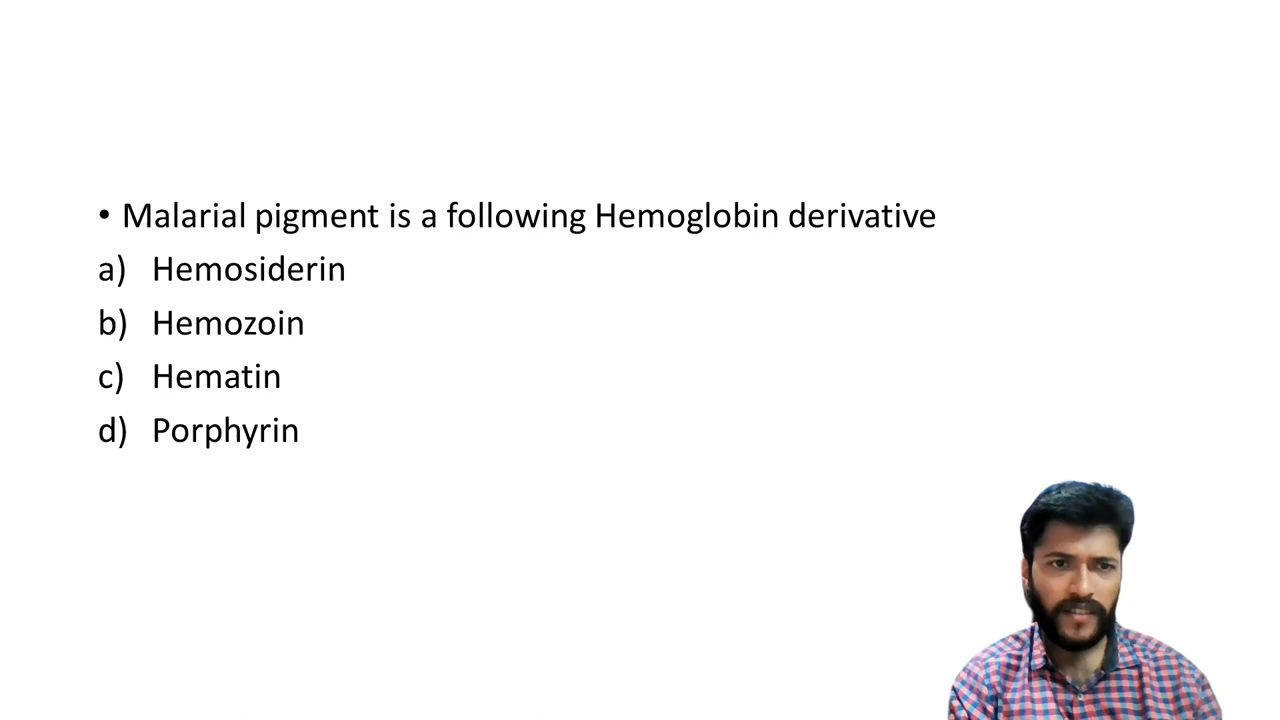 • Malarial pigment is a following Hemoglobin derivative
a) Hemosiderin
b) Hemozoin
c) Hematin
d) Porphyrin